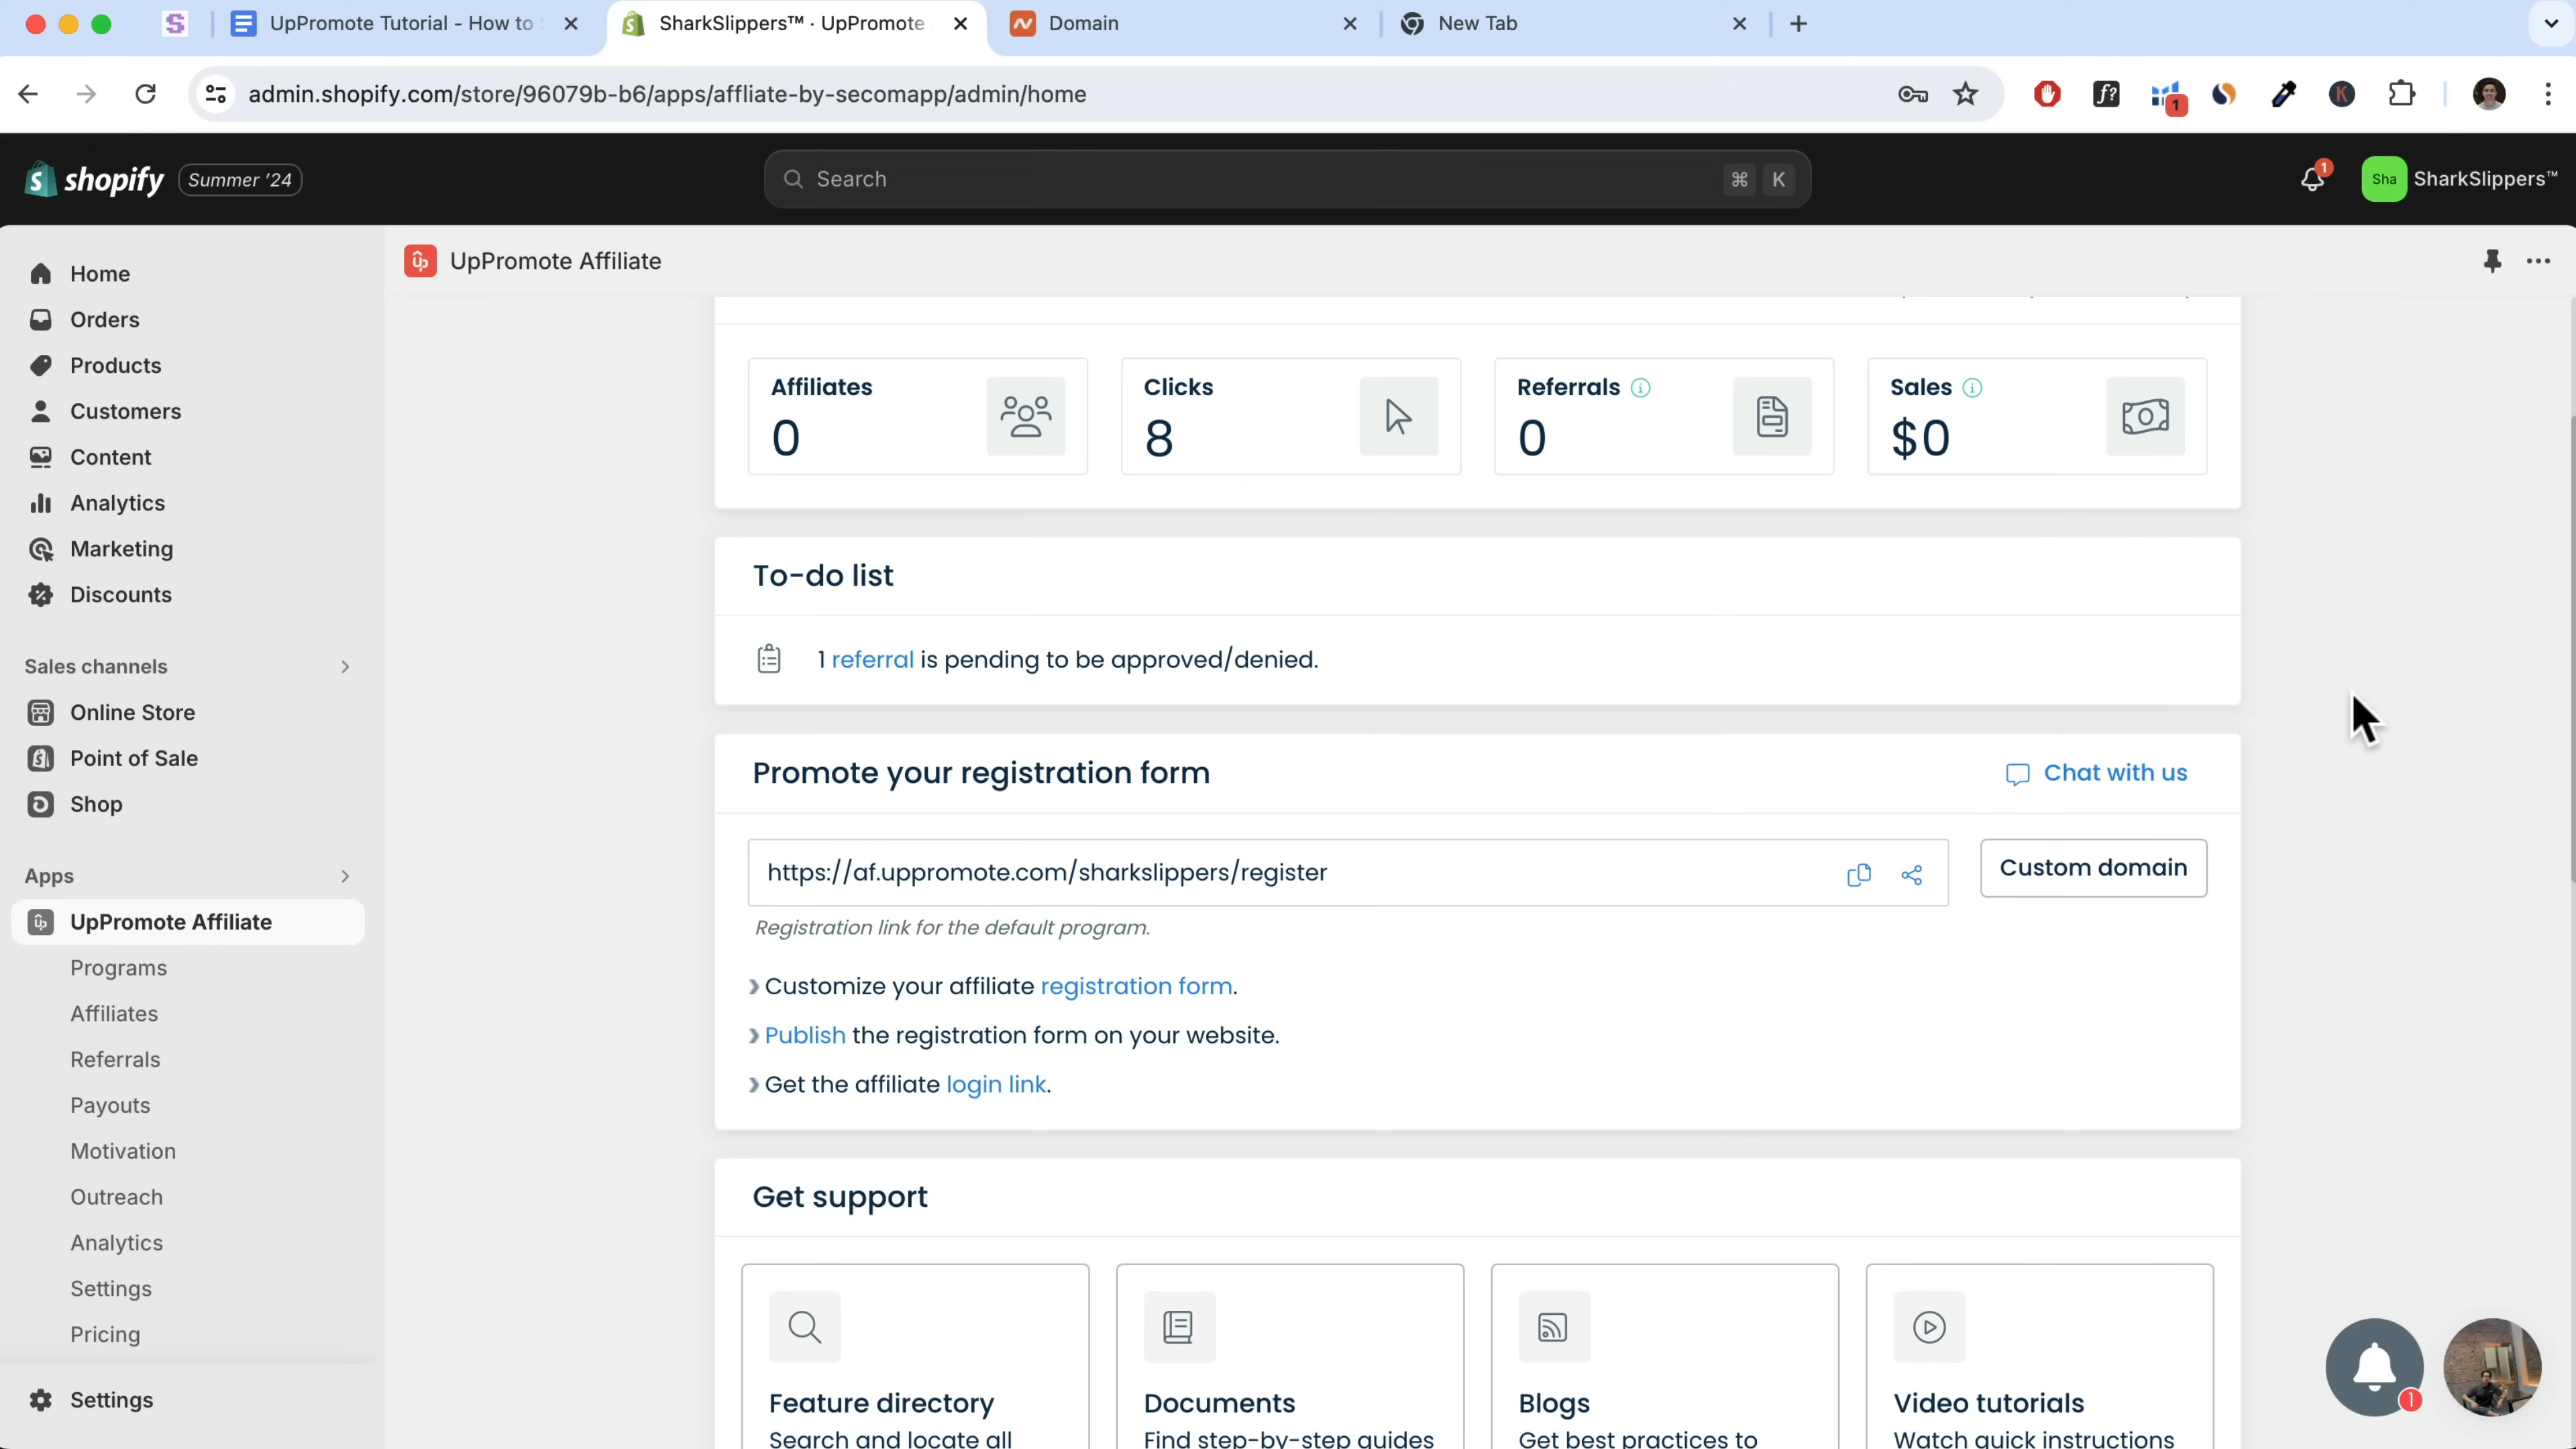 UpPromote Tutorial - How to
SharkSlippers™ · UpPromote
Domain
New Tab
admin.shopify.com/store/96079b-b6/apps/affliate-by-secomapp/admin/home
1
shopify
Summer '24
Search
⌘ K
1
Sha
SharkSlippers™
Home
Orders
Products
Customers
Content
Analytics
Marketing
Discounts
Sales channels
Online Store
Point of Sale
Shop
Apps
UpPromote Affiliate
Programs
Affiliates
Referrals
Payouts
Motivation
Outreach
Analytics
Settings
Pricing
Settings
UpPromote Affiliate
Affiliates
0
Clicks
8
Referrals
0
Sales
$0
To-do list
1 referral is pending to be approved/denied.
Promote your registration form
Chat with us
https://af.uppromote.com/sharkslippers/register
Custom domain
Registration link for the default program.
Customize your affiliate registration form.
Publish the registration form on your website.
Get the affiliate login link.
Get support
Feature directory
Search and locate all
Documents
Find step-by-step guides
Blogs
Get best practices to
Video tutorials
Watch quick instructions
1